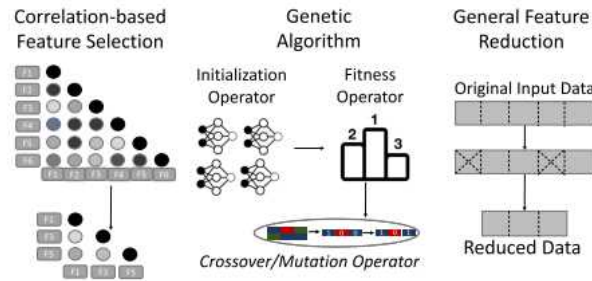 Correlation-based
Feature Selection
Genetic
Algorithm
General Feature
Reduction
Initialization
Operator
Fitness
Operator
Original Input Data
1
2
3
F1
F2
F3
F4
F5
F6
F1 F2 F3 F4 F5 F6
F1
F3
F5
F1 F3 F5
Crossover/Mutation Operator
Reduced Data